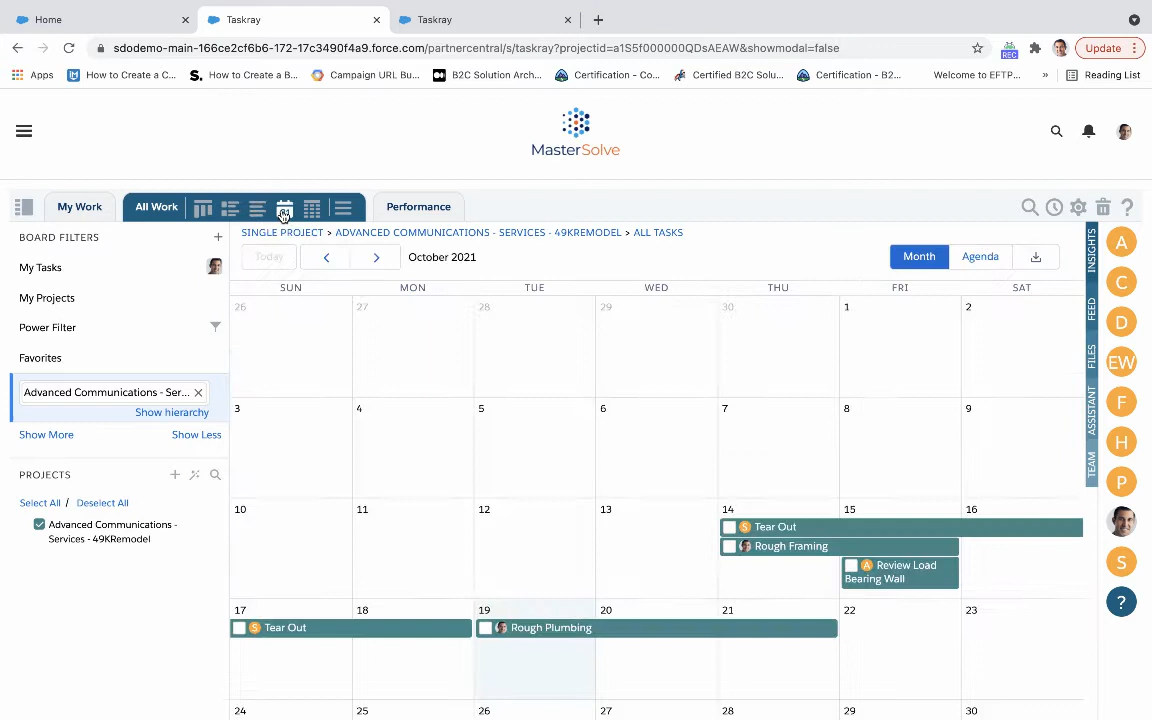 Home
Taskray
Taskray
sdodemo-main-166ce2cf6b6-172-17c3490f4a9.force.com/partnercentral/s/taskray?projectid=a1S5f000000QDsAEAW&showmodal=false
REC
Update
Apps
How to Create a C...
How to Create a B...
Campaign URL Bu...
B2C Solution Arch...
Certification - Co...
Certified B2C Solu...
Certification - B2...
Welcome to EFTP...
»
Reading List
MasterSolve
My Work
All Work
Performance
BOARD FILTERS
My Tasks
My Projects
Power Filter
Favorites
Advanced Communications - Ser...
Show hierarchy
Show More
Show Less
PROJECTS
Select All / Deselect All
Advanced Communications -
Services - 49KRemodel
SINGLE PROJECT > ADVANCED COMMUNICATIONS - SERVICES - 49KREMODEL > ALL TASKS
Today
October 2021
Month
Agenda
SUN MON TUE WED THU FRI SAT
26 27 28 29 30 1 2
3 4 5 6 7 8 9
10 11 12 13 14 15 16
S Tear Out
Rough Framing
A Review Load
Bearing Wall
17 18 19 20 21 22 23
S Tear Out
Rough Plumbing
24 25 26 27 28 29 30
INSIGHTS
FEED
FILES
ASSISTANT
TEAM
A
C
D
EW
F
H
P
S
?